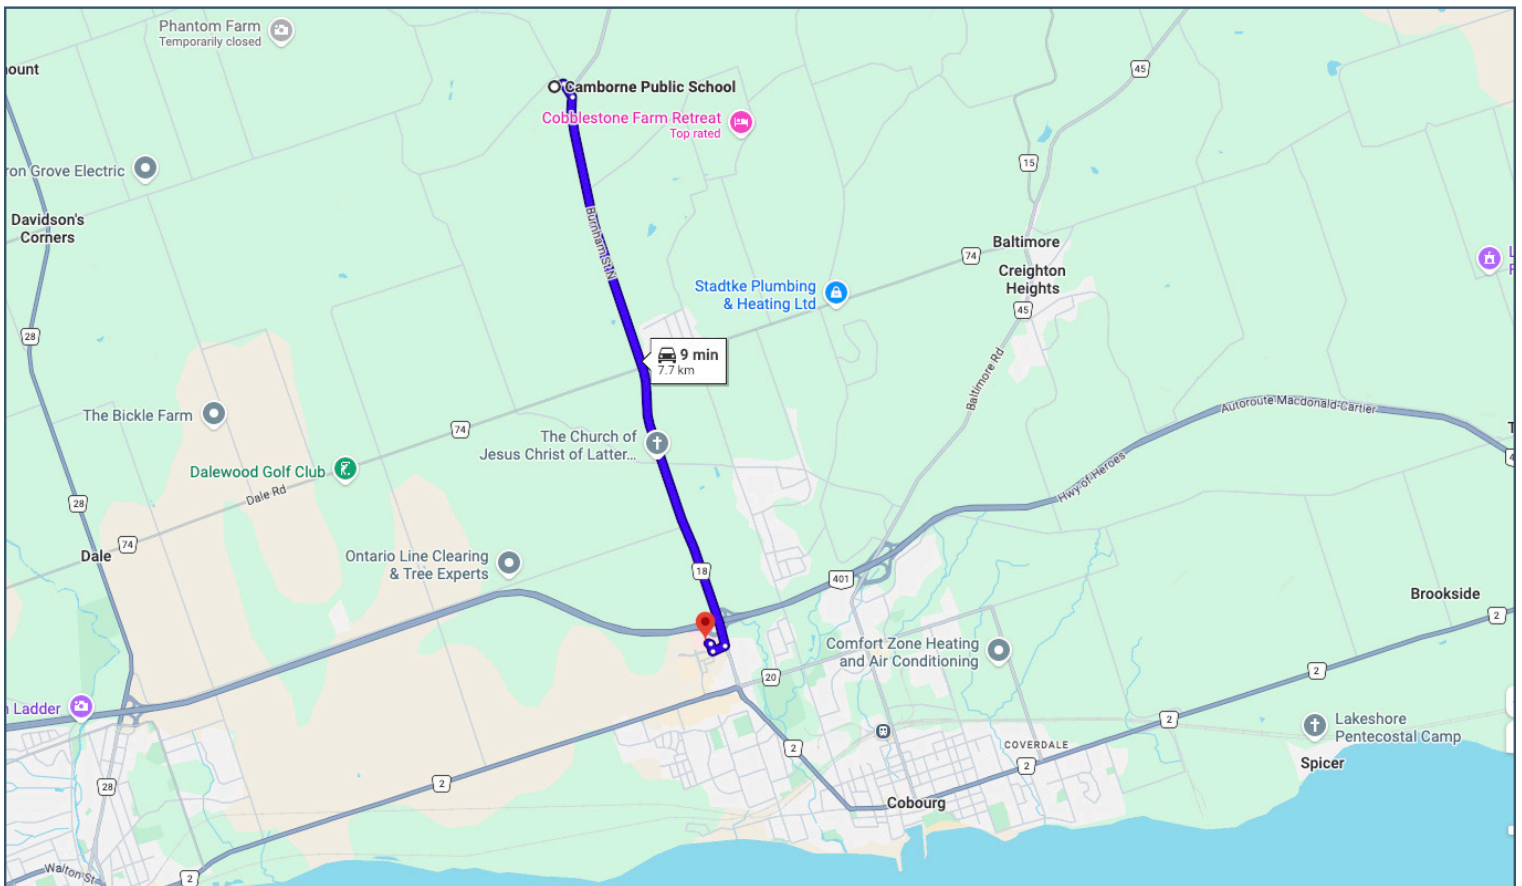 Phantom Farm
Temporarily closed
ount
45
Camborne Public School
Cobblestone Farm Retreat
Top rated
ron Grove Electric
15
Davidson's
Corners
Burnham St N
Baltimore
74
Creighton
Heights
Stadtke Plumbing
& Heating Ltd
45
28
9 min
7.7 km
Baltimore Rd
The Bickle Farm
Autoroute Macdonald-Cartier
74
The Church of
Jesus Christ of Latter...
Dalewood Golf Club
Dale Rd
Hwy of Heroes
28
74
Dale
Ontario Line Clearing
& Tree Experts
18
401
Brookside
2
Comfort Zone Heating
and Air Conditioning
20
2
n Ladder
2
Lakeshore
Pentecostal Camp
2
COVERDALE
2
Spicer
28
2
Cobourg
Walton St
2